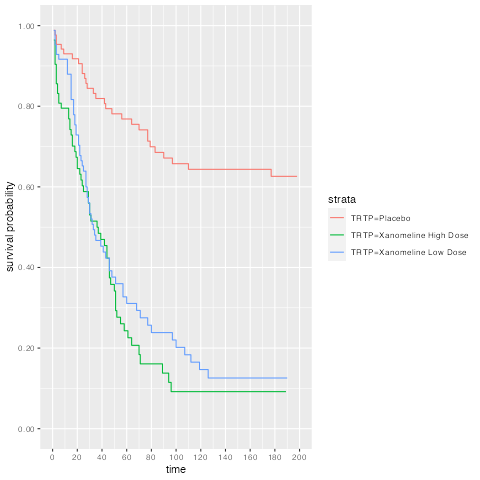 1.00
0.80
0.60
0.40
0.20
0.00
survival probability
0 20 40 60 80 100 120 140 160 180 200
time
strata
TRTP=Placebo
TRTP=Xanomeline High Dose
TRTP=Xanomeline Low Dose